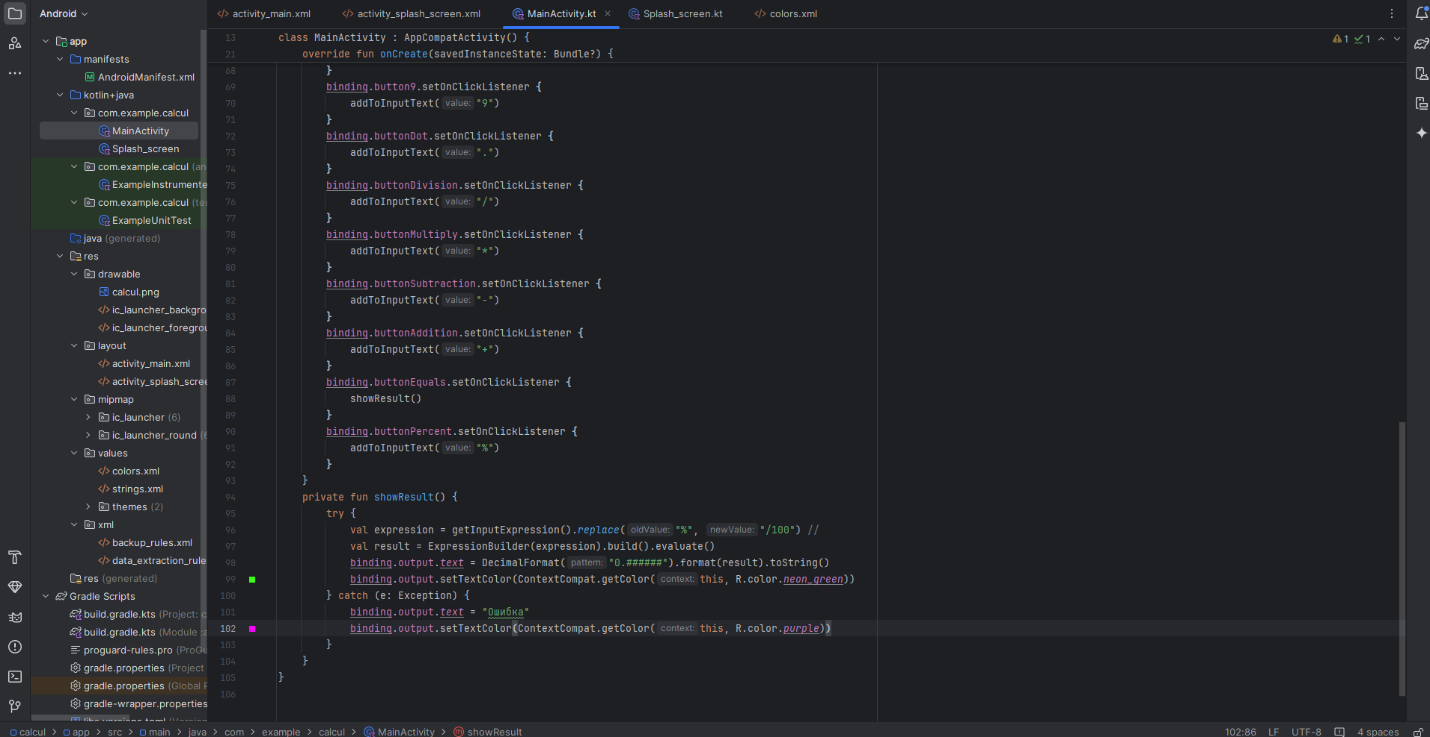 Android
activity_main.xml
activity_splash_screen.xml
MainActivity.kt
Splash_screen.kt
colors.xml
app
manifests
AndroidManifest.xml
kotlin+java
com.example.calcul
MainActivity
Splash_screen
com.example.calcul (an
ExampleInstrumente
com.example.calcul (tes
ExampleUnitTest
java (generated)
res
drawable
calcul.png
ic_launcher_backgro
ic_launcher_foregrou
layout
activity_main.xml
activity_splash_scree
mipmap
ic_launcher (6)
ic_launcher_round (6
values
colors.xml
strings.xml
themes (2)
xml
backup_rules.xml
data_extraction_rule
res (generated)
Gradle Scripts
build.gradle.kts (Project: c
build.gradle.kts (Module :a
proguard-rules.pro (ProGu
gradle.properties (Project
gradle.properties (Global P
gradle-wrapper.properties
libs.versions.toml (Version
1 1
13 class MainActivity : AppCompatActivity() {
21 override fun onCreate(savedInstanceState: Bundle?) {
68 }
69 binding.button9.setOnClickListener {
70 addToInputText( value: "9")
71 }
72 binding.buttonDot.setOnClickListener {
73 addToInputText( value: ".")
74 }
75 binding.buttonDivision.setOnClickListener {
76 addToInputText( value: "/")
77 }
78 binding.buttonMultiply.setOnClickListener {
79 addToInputText( value: "*")
80 }
81 binding.buttonSubtraction.setOnClickListener {
82 addToInputText( value: "-")
83 }
84 binding.buttonAddition.setOnClickListener {
85 addToInputText( value: "+")
86 }
87 binding.buttonEquals.setOnClickListener {
88 showResult()
89 }
90 binding.buttonPercent.setOnClickListener {
91 addToInputText( value: "%")
92 }
93 }
94 private fun showResult() {
95 try {
96 val expression = getInputExpression().replace( oldValue: "%", newValue: "/100") //
97 val result = ExpressionBuilder(expression).build().evaluate()
98 binding.output.text = DecimalFormat( pattern: "0.######").format(result).toString()
99 binding.output.setTextColor(ContextCompat.getColor( context: this, R.color.neon_green))
100 } catch (e: Exception) {
101 binding.output.text = "Ошибка"
102 binding.output.setTextColor(ContextCompat.getColor( context: this, R.color.purple))
103 }
104 }
105 }
106
calcul > app > src > main > java > com > example > calcul > MainActivity > showResult
102:86 LF UTF-8 4 spaces